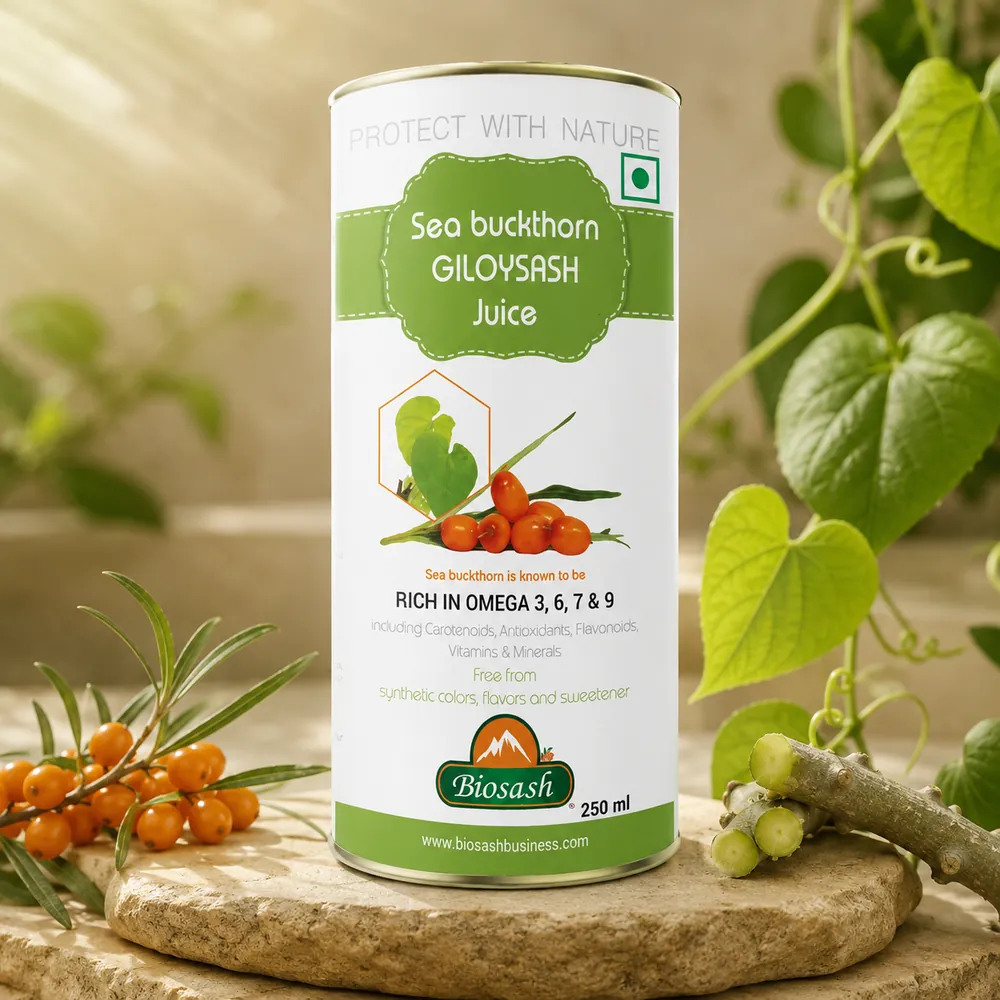 PROTECT WITH NATURE
Sea buckthorn
GILOYSASH
Juice
Sea buckthorn is known to be
RICH IN OMEGA 3, 6, 7 & 9
including Carotenoids, Antioxidants, Flavonoids,
Vitamins & Minerals
Free from
synthetic colors, flavors and sweetener
Biosash®
250 ml
www.biosashbusiness.com